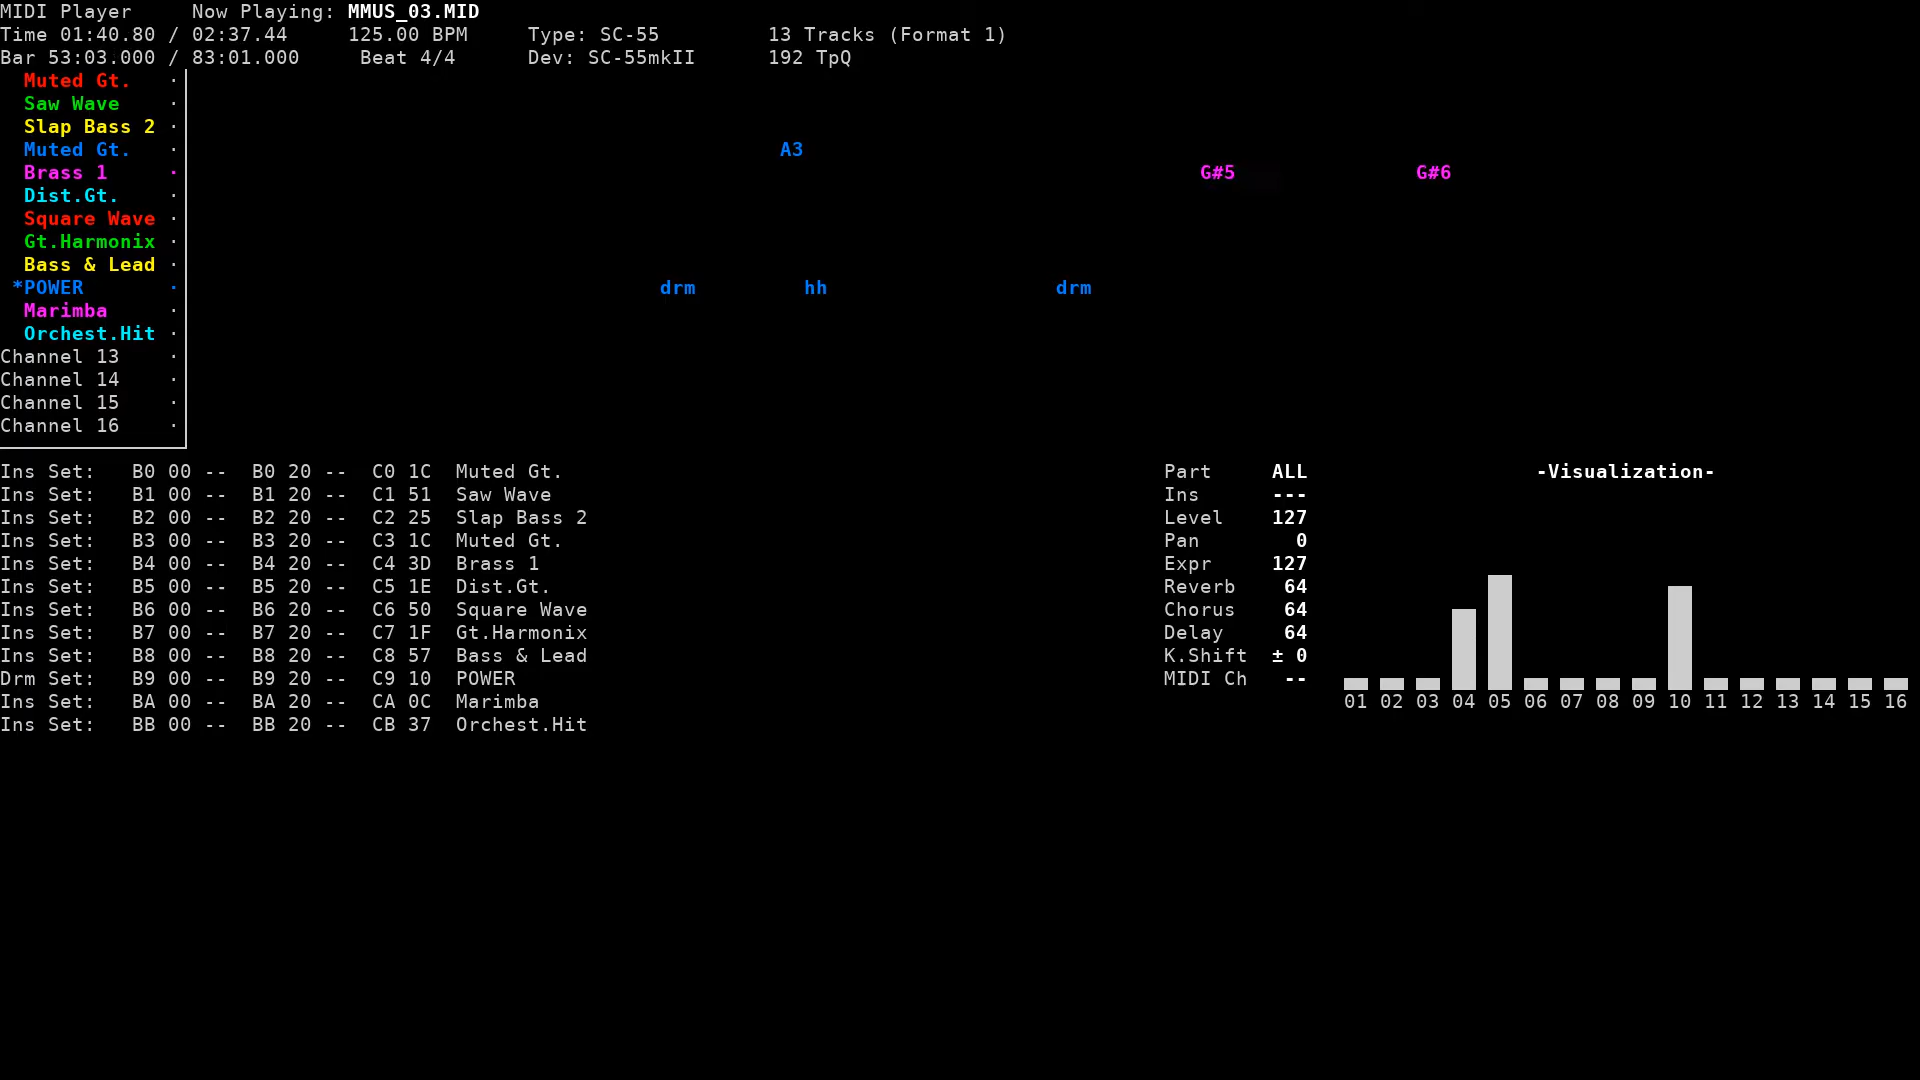 MIDI Player     Now Playing: MMUS_03.MID
Time 01:40.80 / 02:37.44     125.00 BPM     Type: SC-55         13 Tracks (Format 1)
Bar 53:03.000 / 83:01.000     Beat 4/4      Dev: SC-55mkII      192 TpQ
Muted Gt. ·
Saw Wave ·
Slap Bass 2 ·
Muted Gt. · A3
Brass 1 · G#5 G#6
Dist.Gt. ·
Square Wave ·
Gt.Harmonix ·
Bass & Lead ·
*POWER · drm hh drm
Marimba ·
Orchest.Hit ·
Channel 13 ·
Channel 14 ·
Channel 15 ·
Channel 16 ·
Ins Set:   B0 00 --  B0 20 --  C0 1C  Muted Gt.
Ins Set:   B1 00 --  B1 20 --  C1 51  Saw Wave
Ins Set:   B2 00 --  B2 20 --  C2 25  Slap Bass 2
Ins Set:   B3 00 --  B3 20 --  C3 1C  Muted Gt.
Ins Set:   B4 00 --  B4 20 --  C4 3D  Brass 1
Ins Set:   B5 00 --  B5 20 --  C5 1E  Dist.Gt.
Ins Set:   B6 00 --  B6 20 --  C6 50  Square Wave
Ins Set:   B7 00 --  B7 20 --  C7 1F  Gt.Harmonix
Ins Set:   B8 00 --  B8 20 --  C8 57  Bass & Lead
Drm Set:   B9 00 --  B9 20 --  C9 10  POWER
Ins Set:   BA 00 --  BA 20 --  CA 0C  Marimba
Ins Set:   BB 00 --  BB 20 --  CB 37  Orchest.Hit
Part     ALL
Ins      ---
Level    127
Pan        0
Expr     127
Reverb    64
Chorus    64
Delay     64
K.Shift  ± 0
MIDI Ch   --
-Visualization-
01 02 03 04 05 06 07 08 09 10 11 12 13 14 15 16